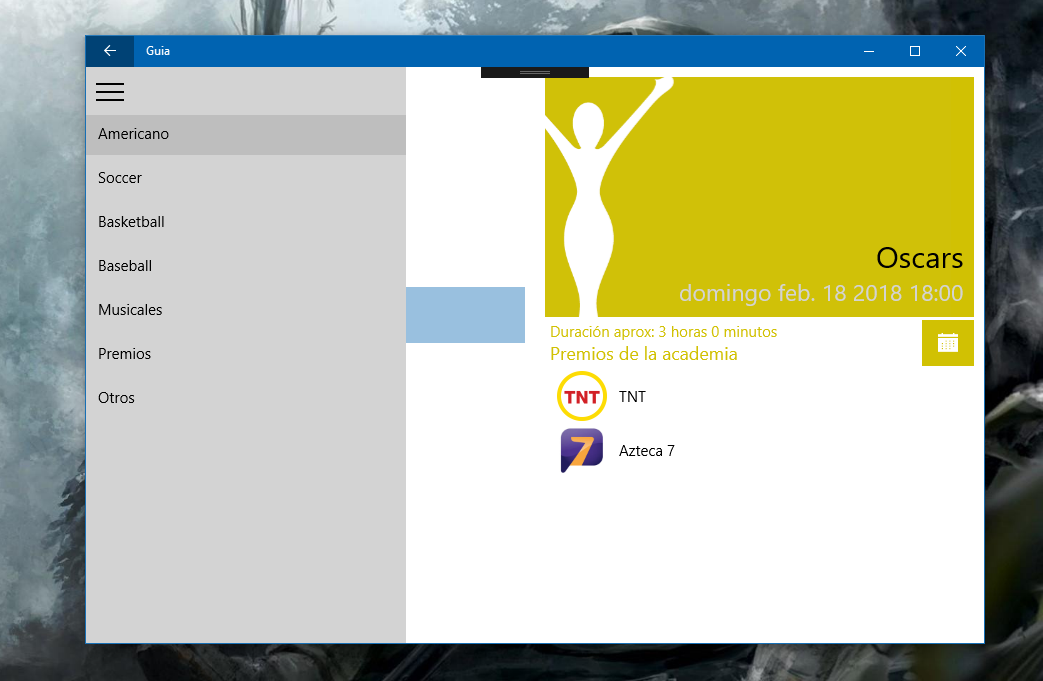 Guia
Americano
Soccer
Basketball
Baseball
Musicales
Premios
Otros
Oscars
domingo feb. 18 2018 18:00
Duración aprox: 3 horas 0 minutos
Premios de la academia
TNT TNT
7 Azteca 7